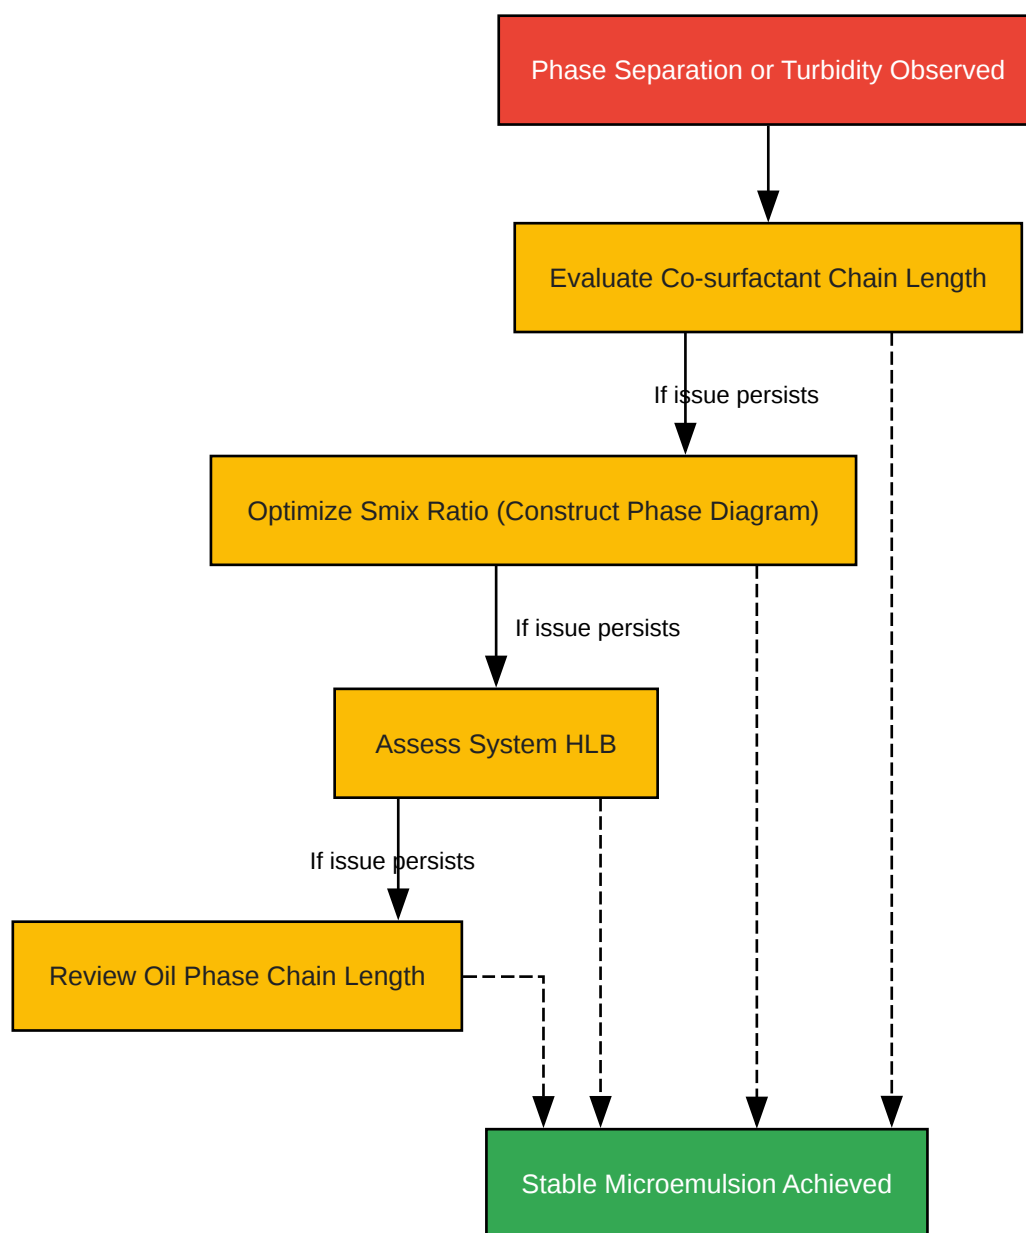 Phase Separation or Turbidity Observed
Evaluate Co-surfactant Chain Length
If issue persists
Optimize Smix Ratio (Construct Phase Diagram)
If issue persists
Assess System HLB
If issue persists
Review Oil Phase Chain Length
Stable Microemulsion Achieved